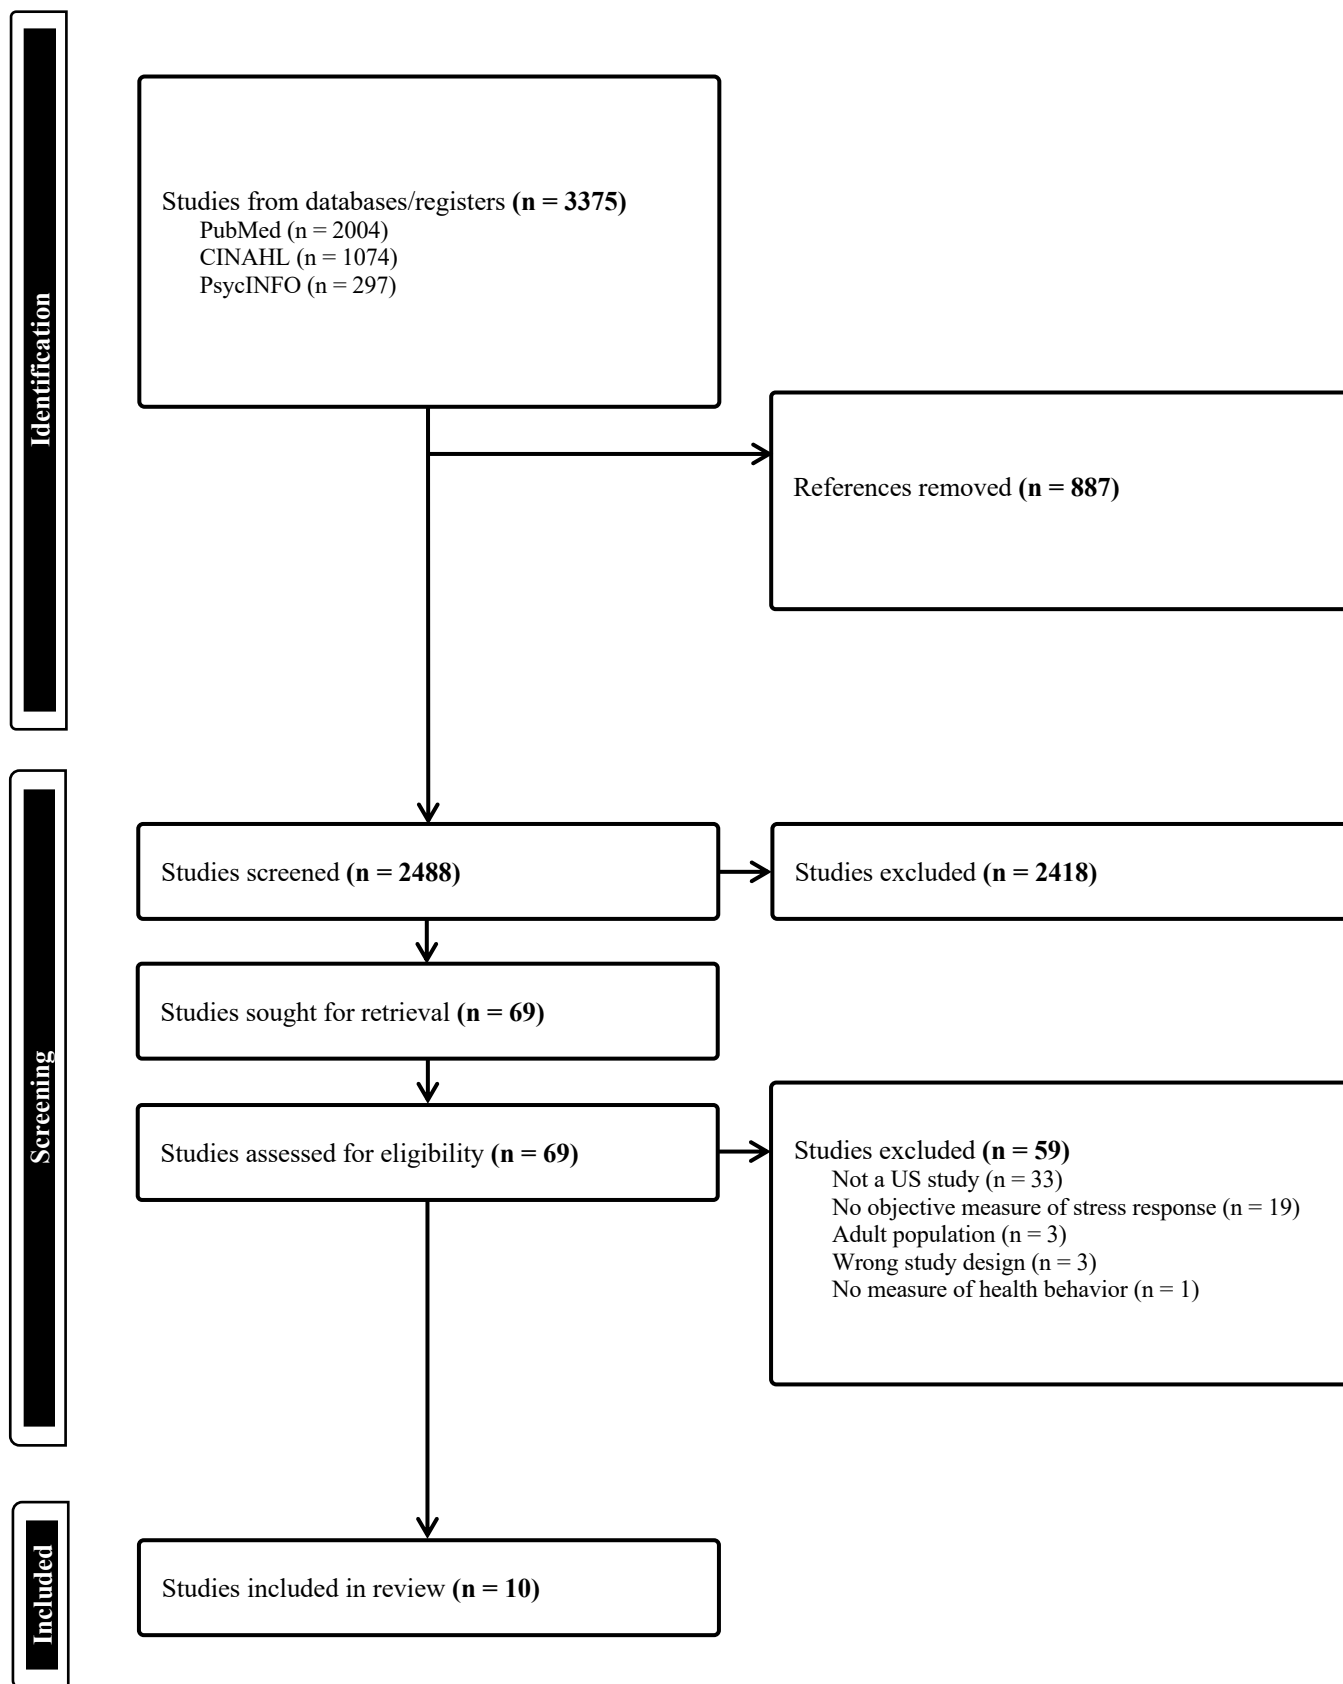 Identification
Studies from databases/registers (n = 3375)
PubMed (n = 2004)
CINAHL (n = 1074)
PsycINFO (n = 297)
References removed (n = 887)
Screening
Studies screened (n = 2488)
Studies excluded (n = 2418)
Studies sought for retrieval (n = 69)
Studies assessed for eligibility (n = 69)
Studies excluded (n = 59)
Not a US study (n = 33)
No objective measure of stress response (n = 19)
Adult population (n = 3)
Wrong study design (n = 3)
No measure of health behavior (n = 1)
Included
Studies included in review (n = 10)